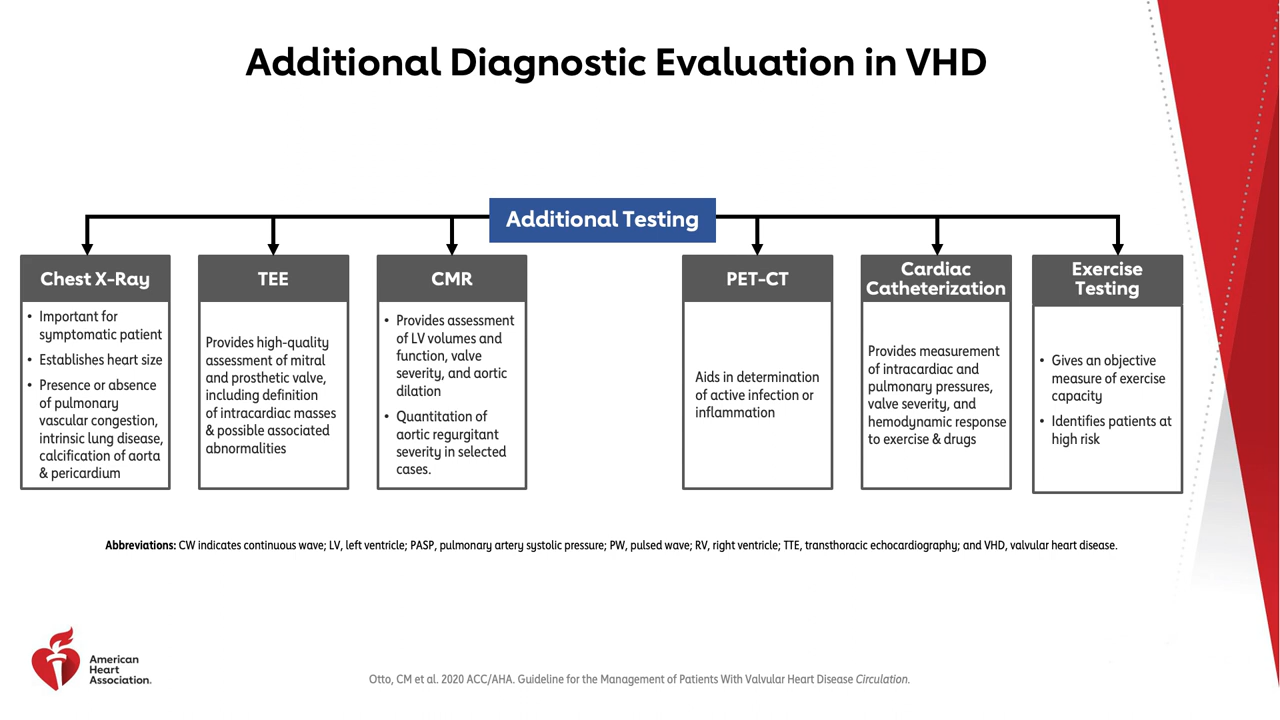 Additional Diagnostic Evaluation in VHD
Additional Testing
Chest X-Ray
• Important for
symptomatic patient
• Establishes heart size
• Presence or absence
of pulmonary
vascular congestion,
intrinsic lung disease,
calcification of aorta
& pericardium
TEE
Provides high-quality
assessment of mitral
and prosthetic valve,
including definition
of intracardiac masses
& possible associated
abnormalities
CMR
• Provides assessment
of LV volumes and
function, valve
severity, and aortic
dilation
• Quantitation of
aortic regurgitant
severity in selected
cases.
PET-CT
Aids in determination
of active infection or
inflammation
Cardiac
Catheterization
Provides measurement
of intracardiac and
pulmonary pressures,
valve severity, and
hemodynamic response
to exercise & drugs
Exercise
Testing
• Gives an objective
measure of exercise
capacity
• Identifies patients at
high risk
Abbreviations: CW indicates continuous wave; LV, left ventricle; PASP, pulmonary artery systolic pressure; PW, pulsed wave; RV, right ventricle; TTE, transthoracic echocardiography; and VHD, valvular heart disease.
American
Heart
Association.
Otto, CM et al. 2020 ACC/AHA. Guideline for the Management of Patients With Valvular Heart Disease Circulation.